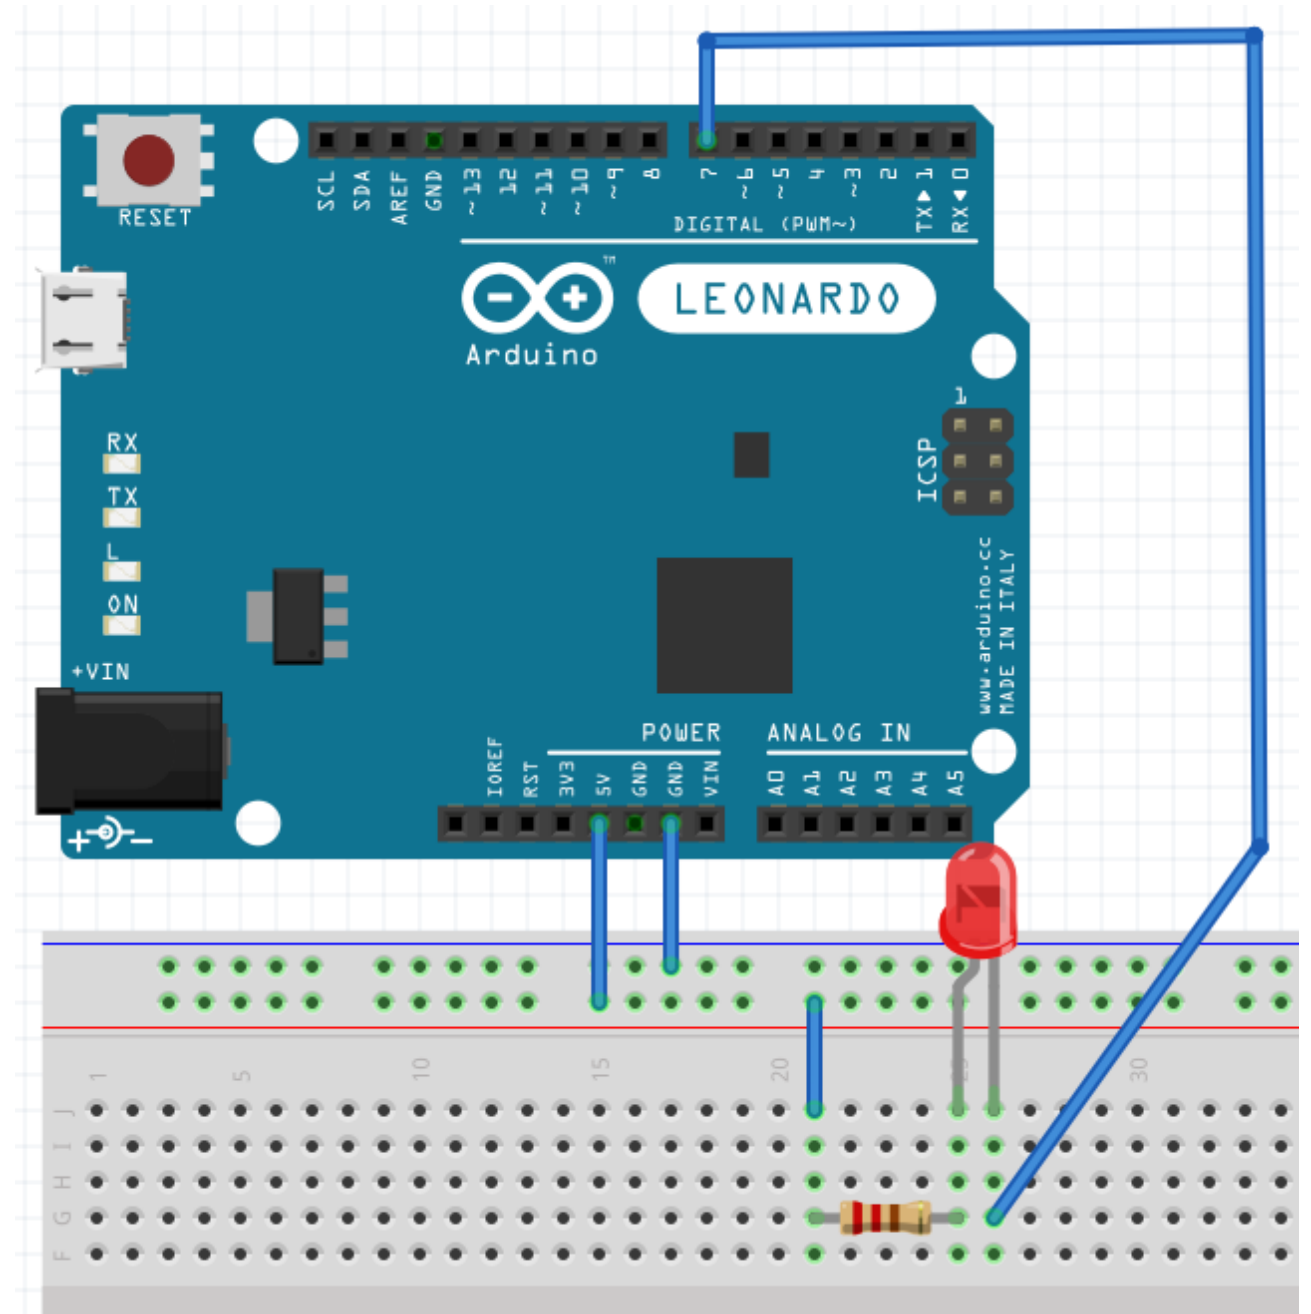 RESET
SCL SDA AREF GND ~13 12 ~11 ~10 ~9 8 7 ~6 ~5 4 ~3 2 TX▶1 RX◀0
DIGITAL (PWM~)
TM
LEONARDO
Arduino
1
ICSP
RX
TX
L
ON
www.arduino.cc
MADE IN ITALY
+VIN
POWER
ANALOG IN
IOREF RST 3V3 5V GND GND VIN A0 A1 A2 A3 A4 A5
+ −
1 5 10 15 20 25 30
J
I
H
G
F